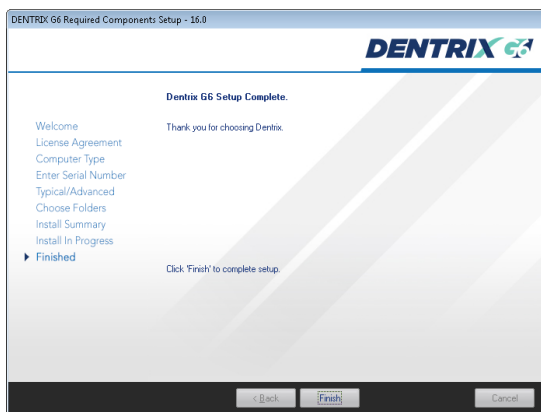 DENTRIX G6 Required Components Setup - 16.0
DENTRIX G6
Dentrix G6 Setup Complete.
Thank you for choosing Dentrix.
Welcome
License Agreement
Computer Type
Enter Serial Number
Typical/Advanced
Choose Folders
Install Summary
Install In Progress
Finished
Click 'Finish' to complete setup.
< Back
Finish
Cancel